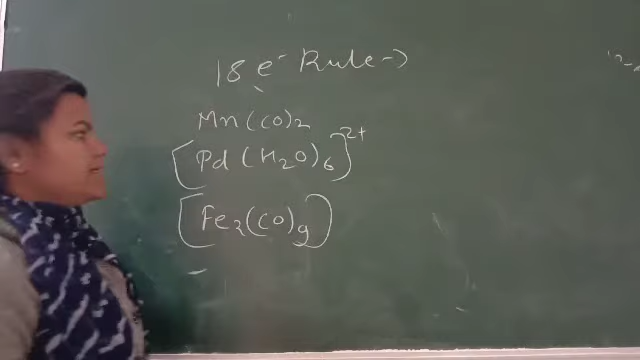 18 e⁻ Rule →
Mn(CO)₂
[Pd(H₂O)₆]²⁺
[Fe₂(CO)₉]